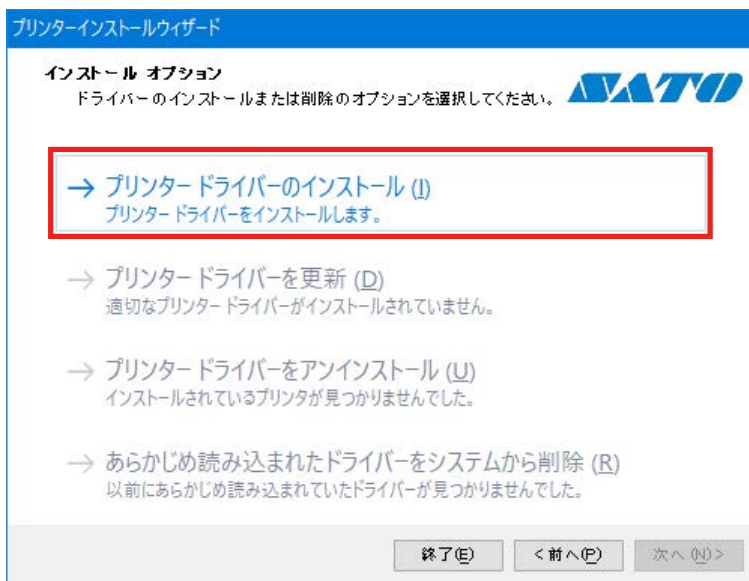 プリンターインストールウィザード
インストール オプション
ドライバーのインストールまたは削除のオプションを選択してください。
SATO
→ プリンター ドライバーのインストール (I)
プリンター ドライバーをインストールします。
→ プリンター ドライバーを更新 (D)
適切なプリンター ドライバーがインストールされていません。
→ プリンター ドライバーをアンインストール (U)
インストールされているプリンタが見つかりませんでした。
→ あらかじめ読み込まれたドライバーをシステムから削除 (R)
以前にあらかじめ読み込まれていたドライバーが見つかりませんでした。
終了(E) <前へ(P) 次へ (N)>